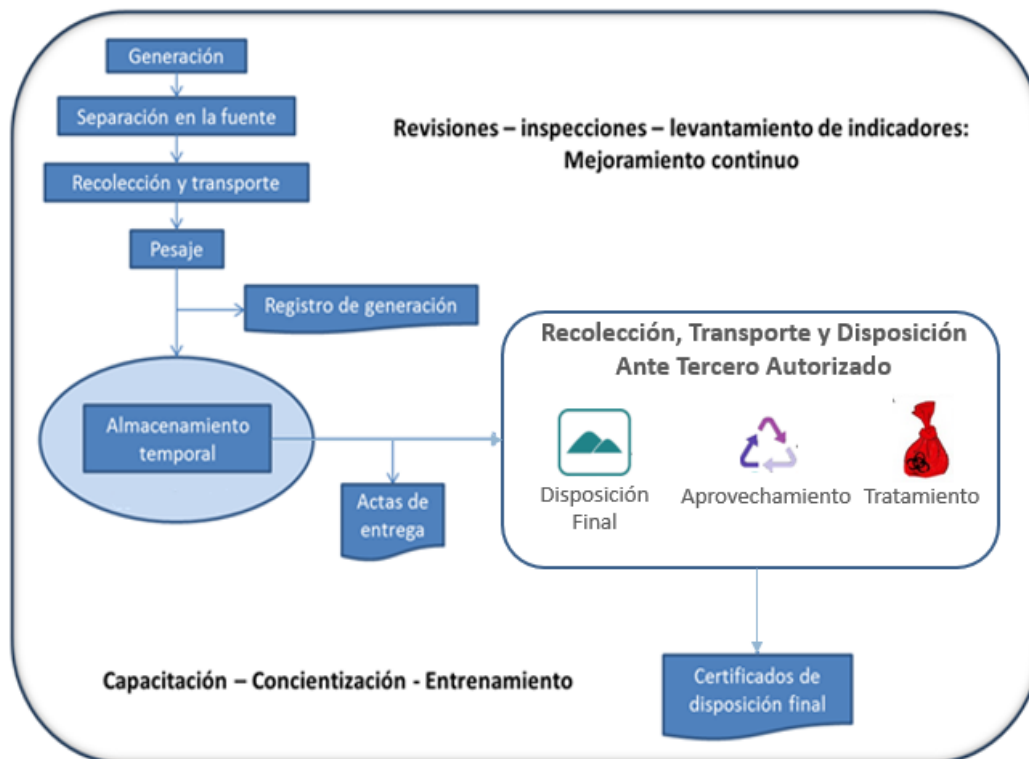 Generación
Separación en la fuente
Recolección y transporte
Pesaje
Registro de generación
Almacenamiento
temporal
Actas de
entrega
Revisiones – inspecciones – levantamiento de indicadores:
Mejoramiento continuo
Recolección, Transporte y Disposición
Ante Tercero Autorizado
Disposición
Final
Aprovechamiento
Tratamiento
Certificados de
disposición final
Capacitación – Concientización - Entrenamiento